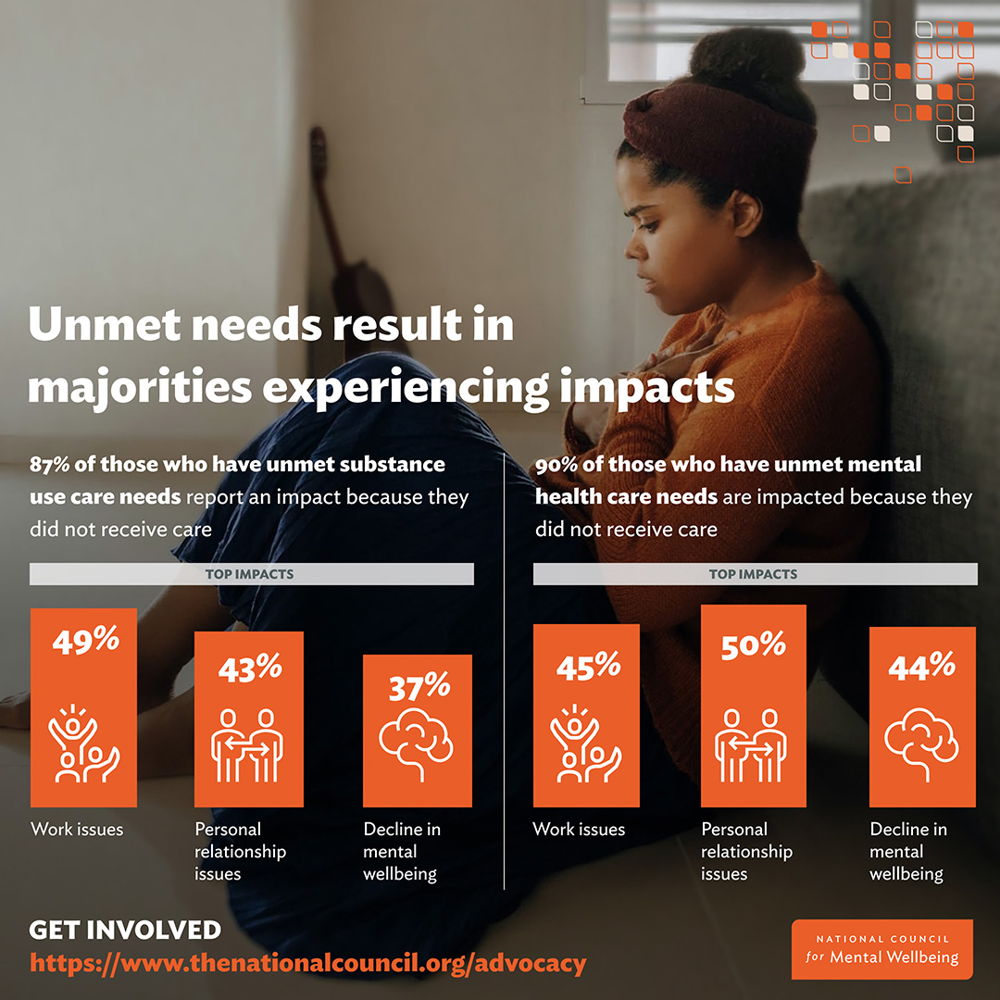 Unmet needs result in
majorities experiencing impacts
87% of those who have unmet substance
use care needs report an impact because they
did not receive care
TOP IMPACTS
49%
Work issues
43%
Personal
relationship
issues
37%
Decline in
mental
wellbeing
90% of those who have unmet mental
health care needs are impacted because they
did not receive care
TOP IMPACTS
45%
Work issues
50%
Personal
relationship
issues
44%
Decline in
mental
wellbeing
GET INVOLVED
https://www.thenationalcouncil.org/advocacy
NATIONAL COUNCIL
for Mental Wellbeing